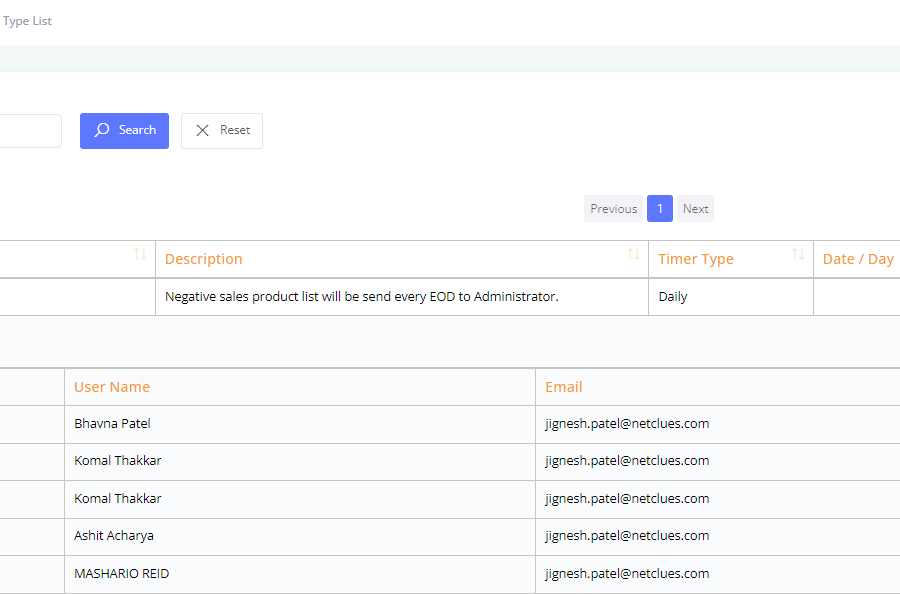 Type List
Search Reset
Previous 1 Next
Description Timer Type Date / Day
Negative sales product list will be send every EOD to Administrator. Daily
User Name Email
Bhavna Patel jignesh.patel@netclues.com
Komal Thakkar jignesh.patel@netclues.com
Komal Thakkar jignesh.patel@netclues.com
Ashit Acharya jignesh.patel@netclues.com
MASHARIO REID jignesh.patel@netclues.com